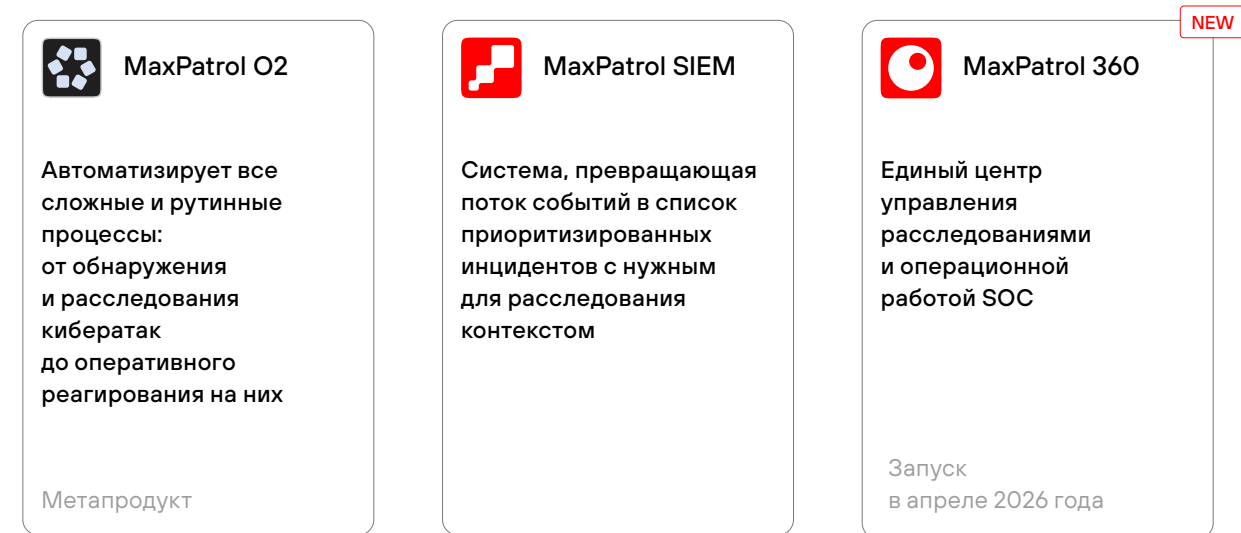 MaxPatrol O2
Автоматизирует все
сложные и рутинные
процессы:
от обнаружения
и расследования
кибератак
до оперативного
реагирования на них
Метапродукт
MaxPatrol SIEM
Система, превращающая
поток событий в список
приоритизированных
инцидентов с нужным
для расследования
контекстом
NEW
MaxPatrol 360
Единый центр
управления
расследованиями
и операционной
работой SOC
Запуск
в апреле 2026 года